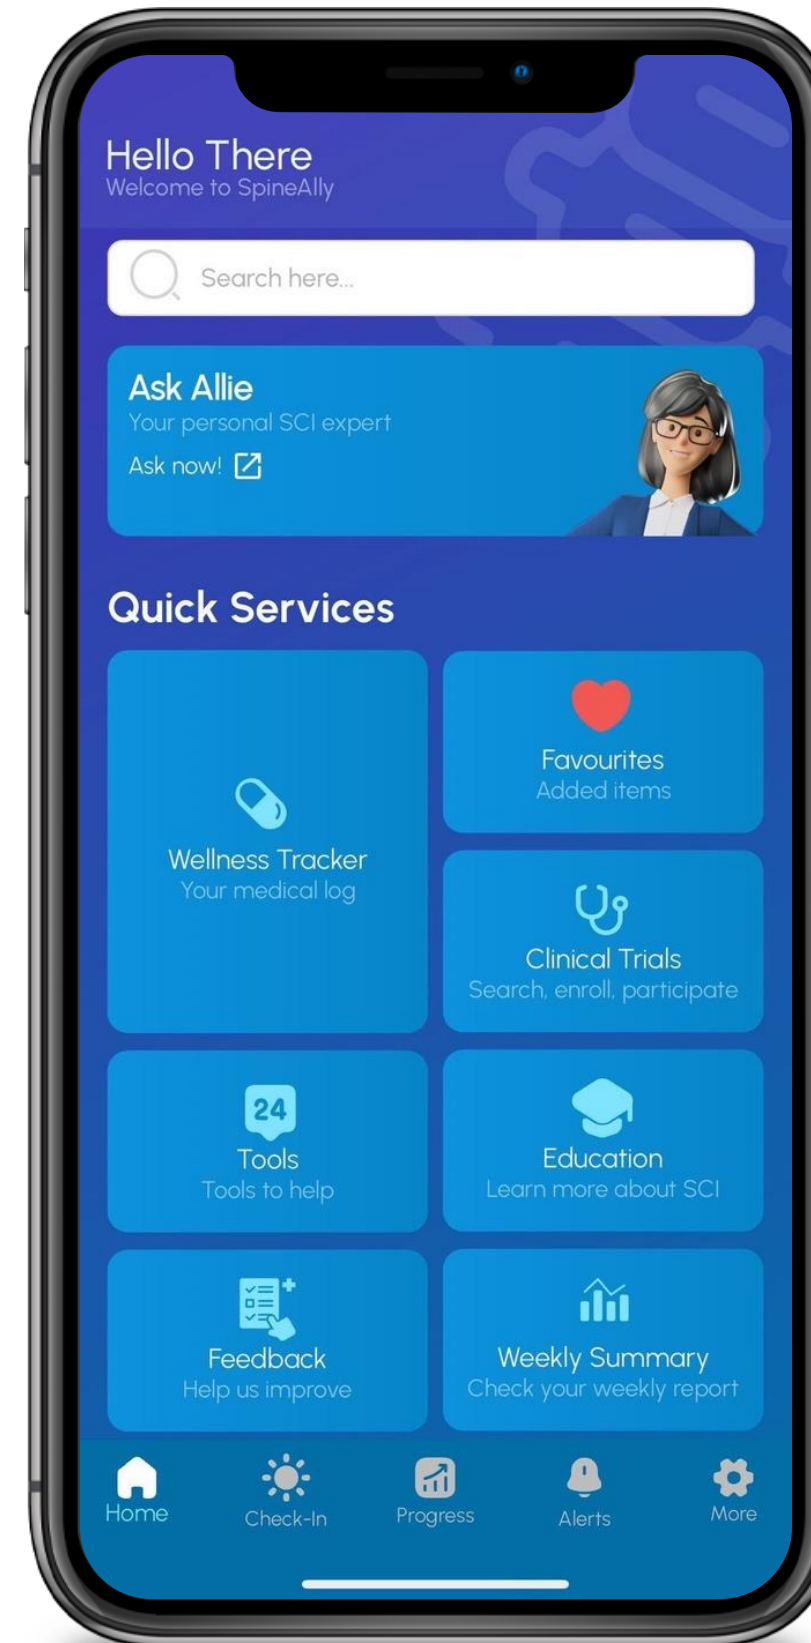 Hello There
Welcome to SpineAlly
Search here...
Ask Allie
Your personal SCI expert
Ask now!
Quick Services
Wellness Tracker
Your medical log
Favourites
Added items
Clinical Trials
Search, enroll, participate
24
Tools
Tools to help
Education
Learn more about SCI
Feedback
Help us improve
Weekly Summary
Check your weekly report
Home
Check-In
Progress
Alerts
More